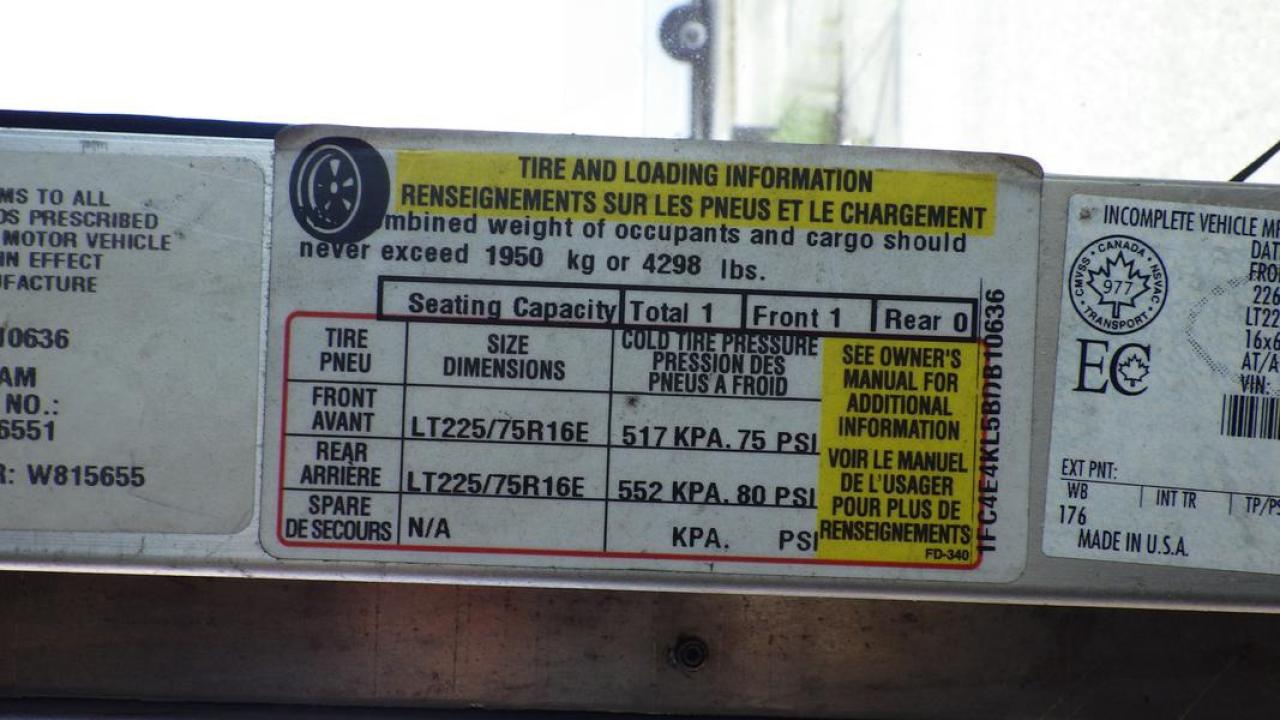 MS TO ALL
DS PRESCRIBED
MOTOR VEHICLE
IN EFFECT
FACTURE
10636
AM
NO.:
6551
R: W815655
TIRE AND LOADING INFORMATION
RENSEIGNEMENTS SUR LES PNEUS ET LE CHARGEMENT
mbined weight of occupants and cargo should
never exceed 1950 kg or 4298 lbs.
Seating Capacity Total 1 Front 1 Rear 0
TIRE PNEU SIZE DIMENSIONS COLD TIRE PRESSURE PRESSION DES PNEUS A FROID
FRONT AVANT LT225/75R16E 517 KPA. 75 PSI
REAR ARRIÈRE LT225/75R16E 552 KPA. 80 PSI
SPARE DE SECOURS N/A KPA. PSI
SEE OWNER'S
MANUAL FOR
ADDITIONAL
INFORMATION
VOIR LE MANUEL
DE L'USAGER
POUR PLUS DE
RENSEIGNEMENTS
FD-340
1FC4E4KL5BDB10636
INCOMPLETE VEHICLE
DAT
FRO
226
LT22
16x6
AT/A
VIN:
CMVSS • CANADA • NSVAC • TRANSPORT
977
EC
EXT PNT:
WB INT TR TP/PS
176
MADE IN U.S.A.